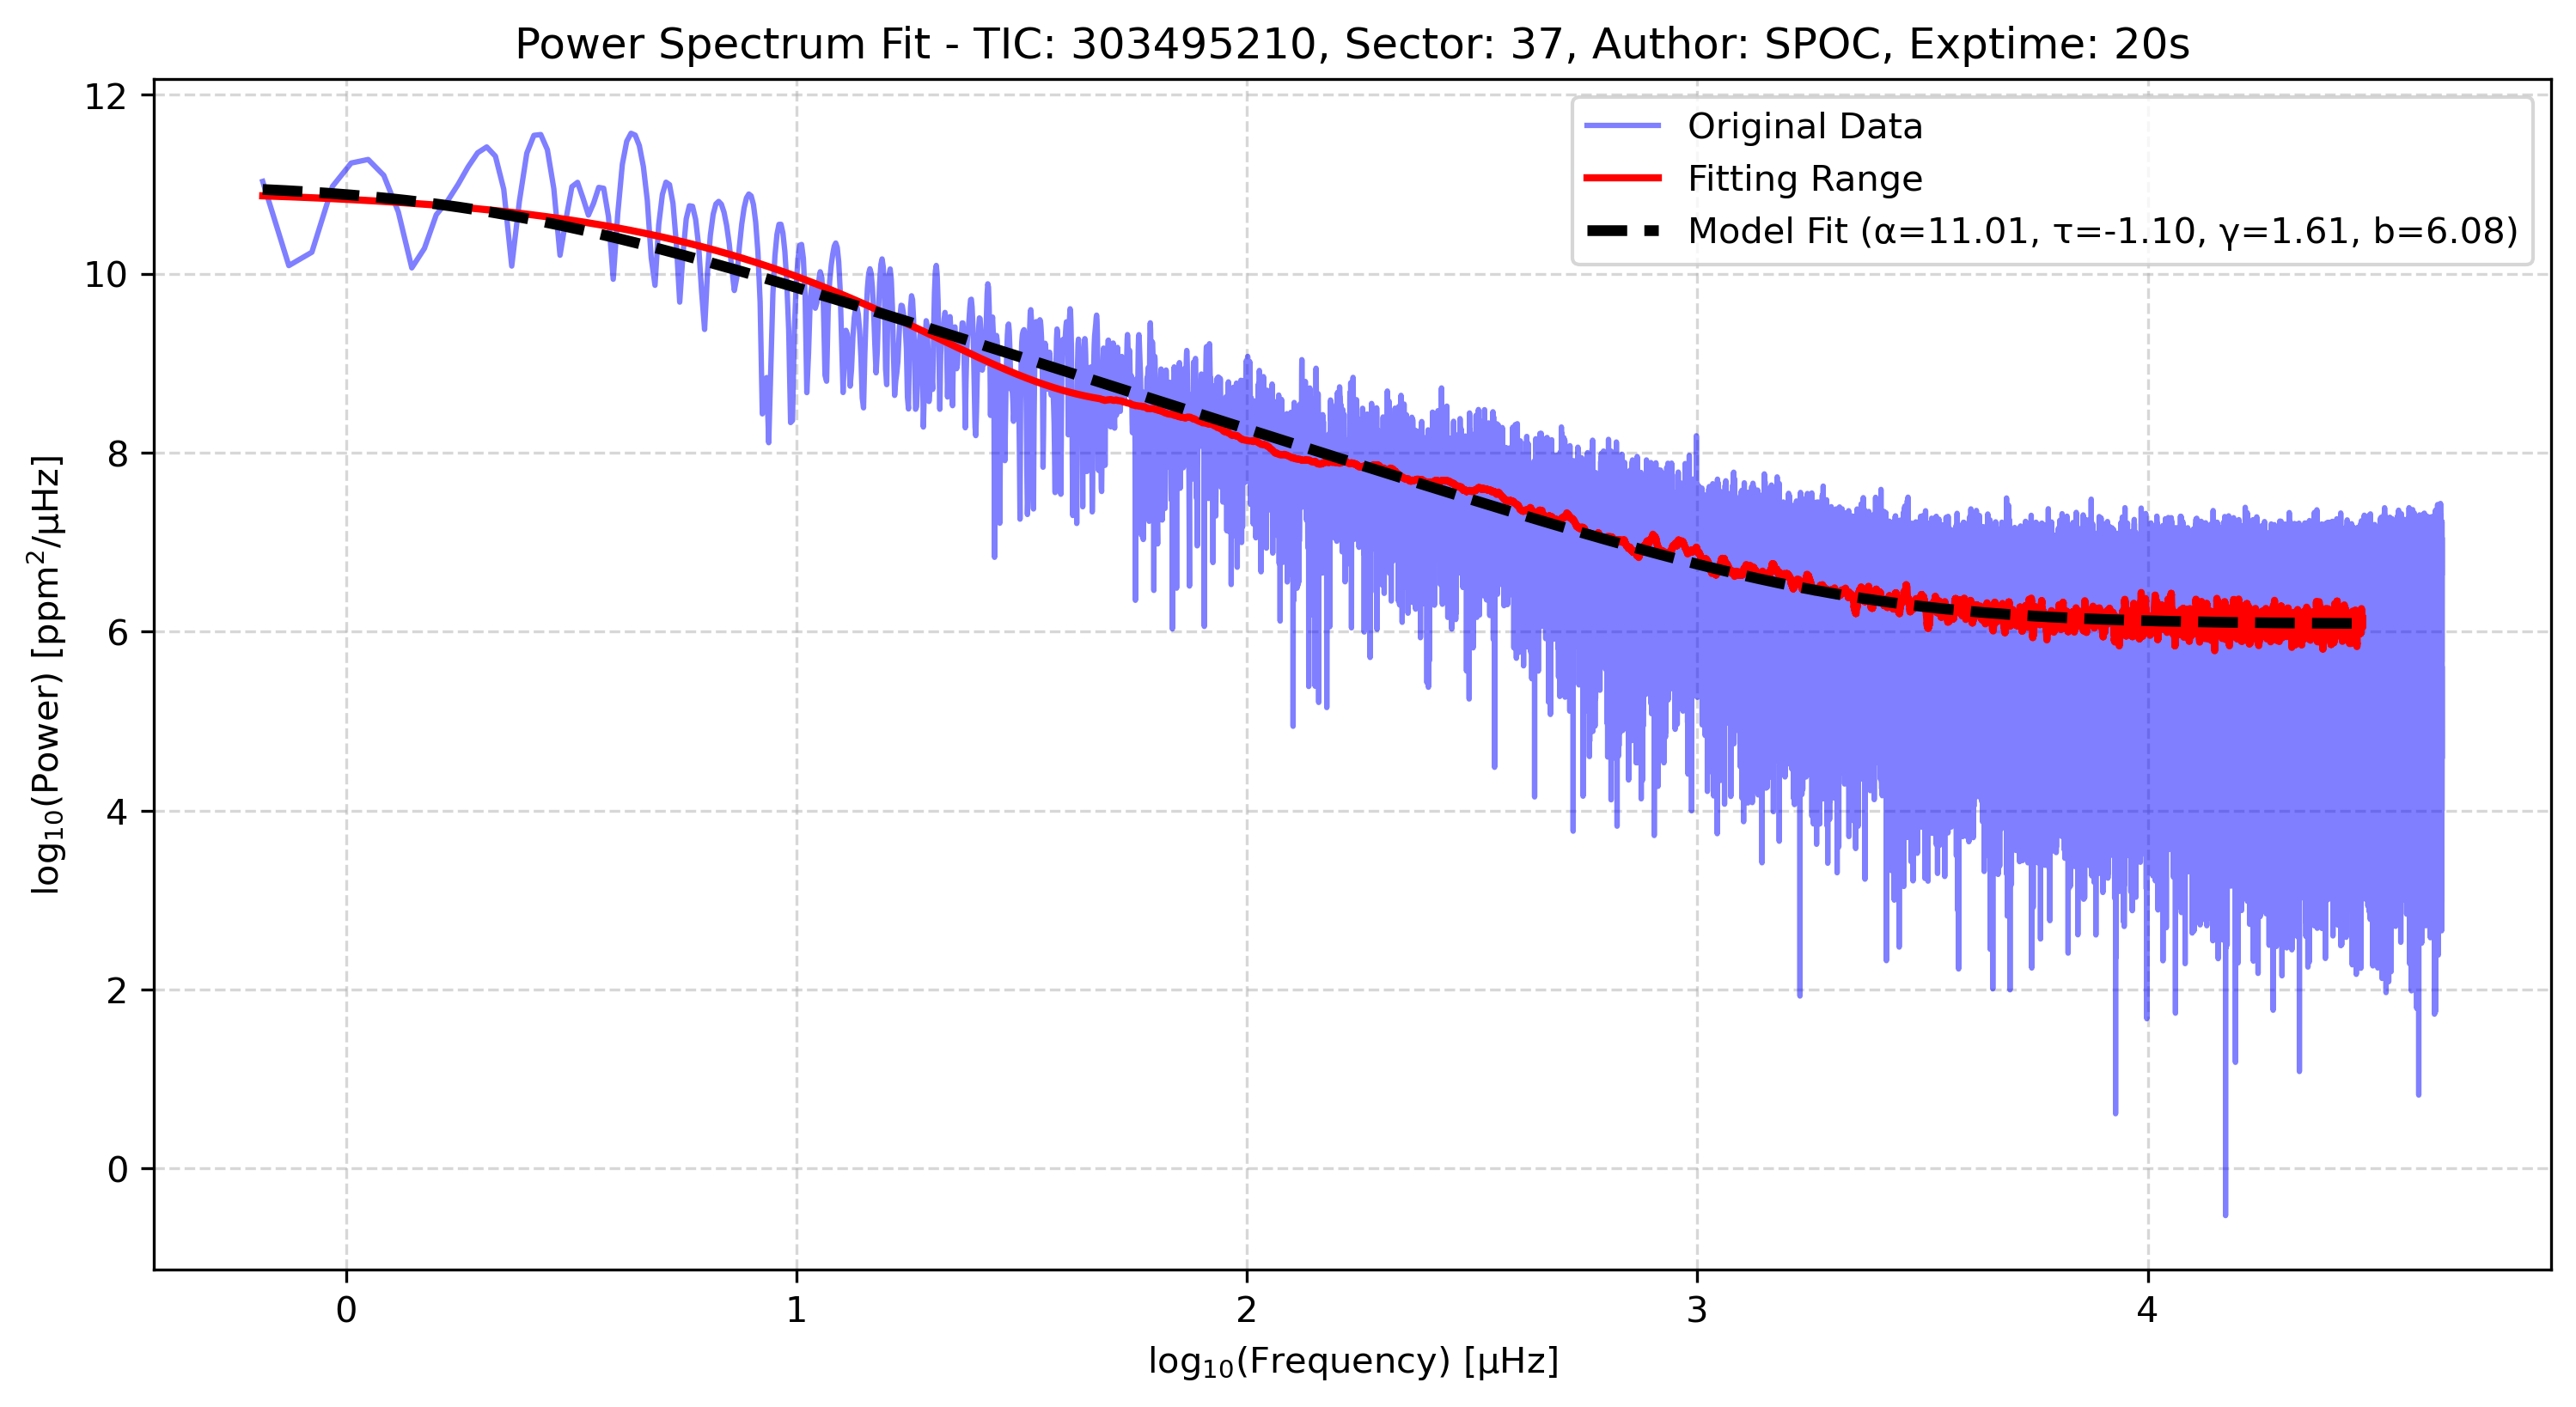 Power Spectrum Fit - TIC: 303495210, Sector: 37, Author: SPOC, Exptime: 20s
Original Data
Fitting Range
Model Fit (α=11.01, τ=-1.10, γ=1.61, b=6.08)
log₁₀(Power) [ppm²/μHz]
12
10
8
6
4
2
0
0 1 2 3 4
log₁₀(Frequency) [μHz]